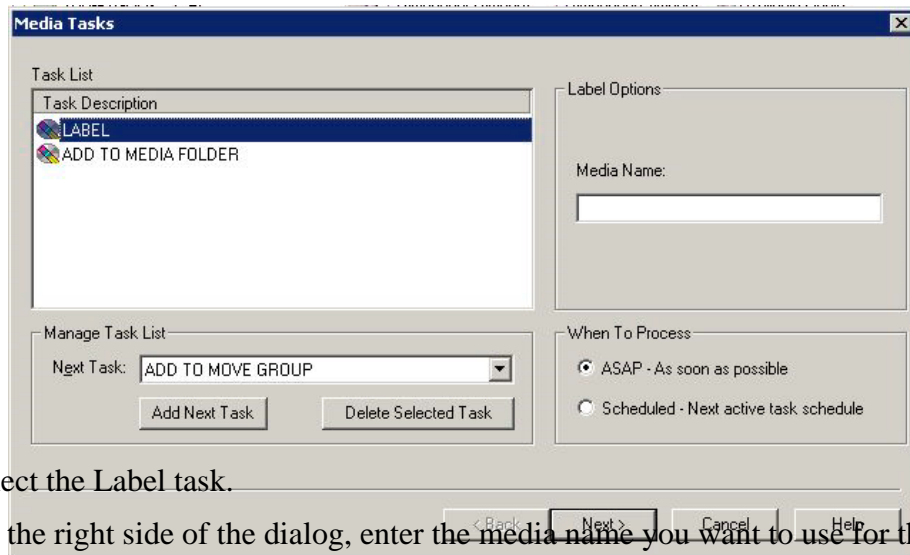 Media Tasks
Task List
Task Description
LABEL
ADD TO MEDIA FOLDER
Label Options
Media Name:
Manage Task List
Next Task: ADD TO MOVE GROUP
Add Next Task Delete Selected Task
When To Process
ASAP - As soon as possible
Scheduled - Next active task schedule
ect the Label task.
< Back Next > Cancel Help
the right side of the dialog, enter the media name you want to use for th